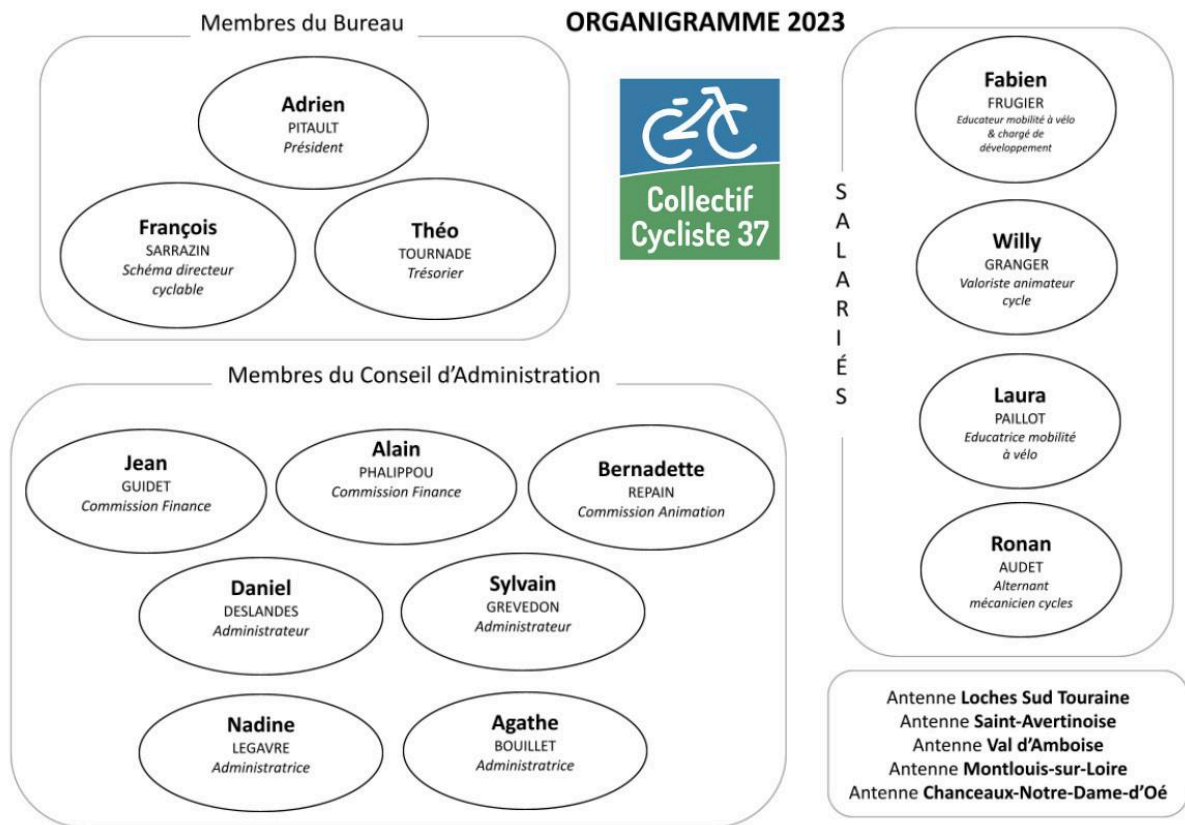 ORGANIGRAMME 2023
Membres du Bureau
Adrien
PITAULT
Président
François
SARRAZIN
Schéma directeur
cyclable
Théo
TOURNADE
Trésorier
Collectif
Cycliste 37
Membres du Conseil d’Administration
Jean
GUIDET
Commission Finance
Alain
PHALIPPOU
Commission Finance
Bernadette
REPAIN
Commission Animation
Daniel
DESLANDES
Administrateur
Sylvain
GREVEDON
Administrateur
Nadine
LEGAVRE
Administratrice
Agathe
BOUILLET
Administratrice
SALARIÉS
Fabien
FRUGIER
Educateur mobilité à vélo
& chargé de
développement
Willy
GRANGER
Valoriste animateur
cycle
Laura
PAILLOT
Educatrice mobilité
à vélo
Ronan
AUDET
Alternant
mécanicien cycles
Antenne Loches Sud Touraine
Antenne Saint-Avertinoise
Antenne Val d’Amboise
Antenne Montlouis-sur-Loire
Antenne Chanceaux-Notre-Dame-d’Oé